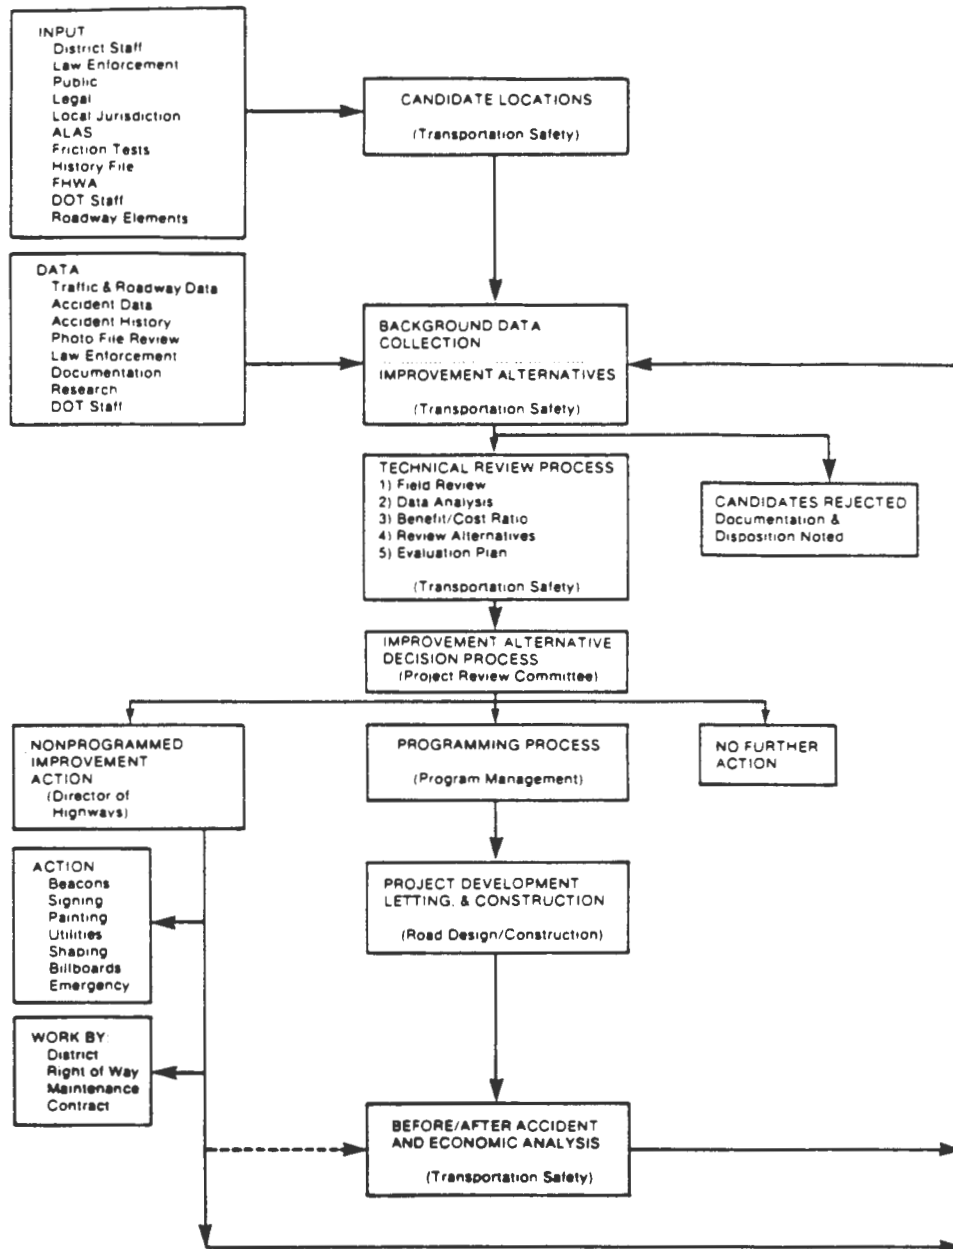 INPUT
District Staff
Law Enforcement
Public
Legal
Local Jurisdiction
ALAS
Friction Tests
History File
FHWA
DOT Staff
Roadway Elements
CANDIDATE LOCATIONS
(Transportation Safety)
DATA
Traffic & Roadway Data
Accident Data
Accident History
Photo File Review
Law Enforcement
Documentation
Research
DOT Staff
BACKGROUND DATA
COLLECTION
IMPROVEMENT ALTERNATIVES
(Transportation Safety)
TECHNICAL REVIEW PROCESS
1) Field Review
2) Data Analysis
3) Benefit/Cost Ratio
4) Review Alternatives
5) Evaluation Plan
(Transportation Safety)
CANDIDATES REJECTED
Documentation &
Disposition Noted
IMPROVEMENT ALTERNATIVE
DECISION PROCESS
(Project Review Committee)
NONPROGRAMMED
IMPROVEMENT
ACTION
(Director of
Highways)
PROGRAMMING PROCESS
(Program Management)
NO FURTHER
ACTION
ACTION
Beacons
Signing
Painting
Utilities
Shaping
Billboards
Emergency
PROJECT DEVELOPMENT
LETTING, & CONSTRUCTION
(Road Design/Construction)
WORK BY:
District
Right of Way
Maintenance
Contract
BEFORE/AFTER ACCIDENT
AND ECONOMIC ANALYSIS
(Transportation Safety)